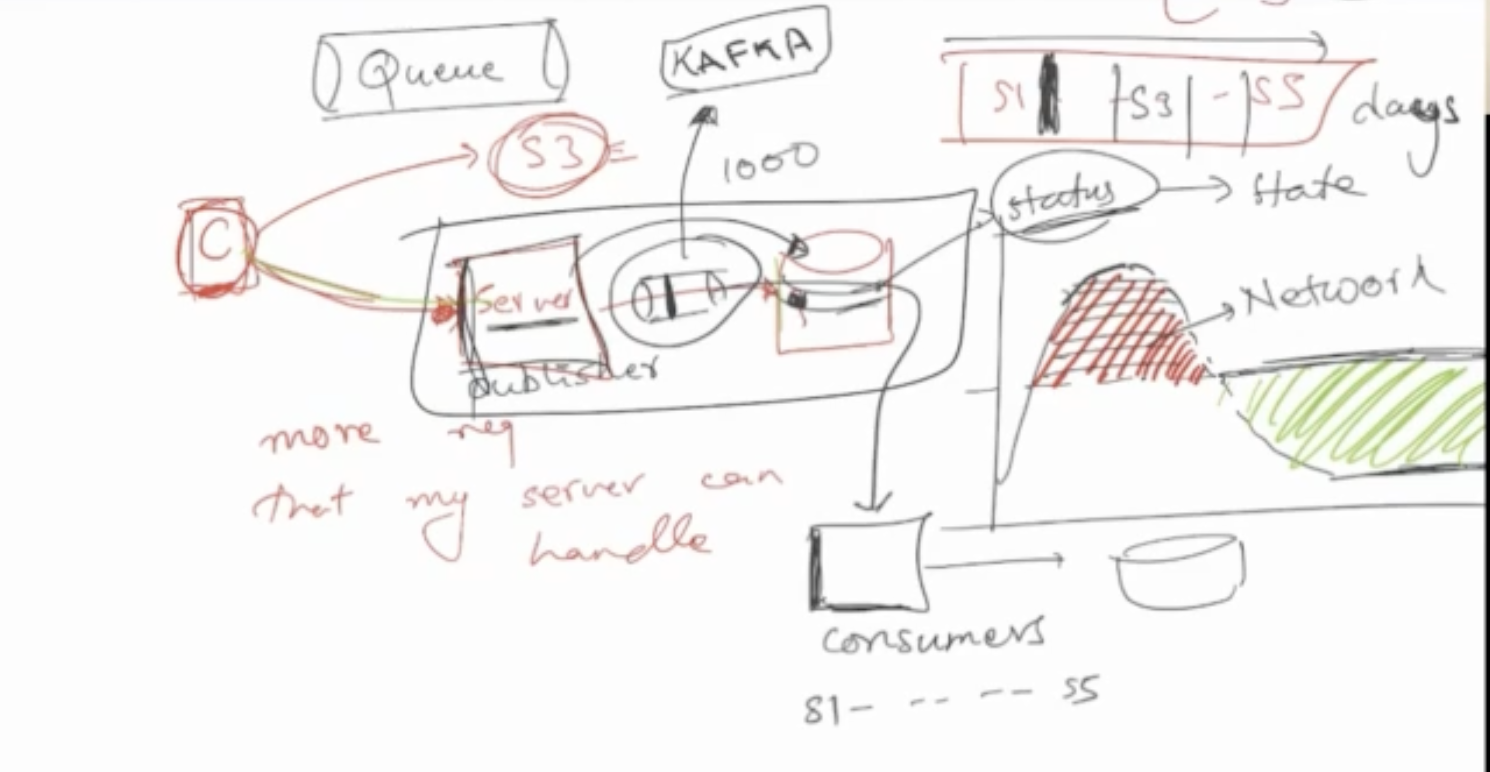 Queue
KAFKA
S1 S3 - S5
days
S3
1000
C
status
state
Server
publisher
more req
that my server can
handle
consumers
S1- -- -- S5